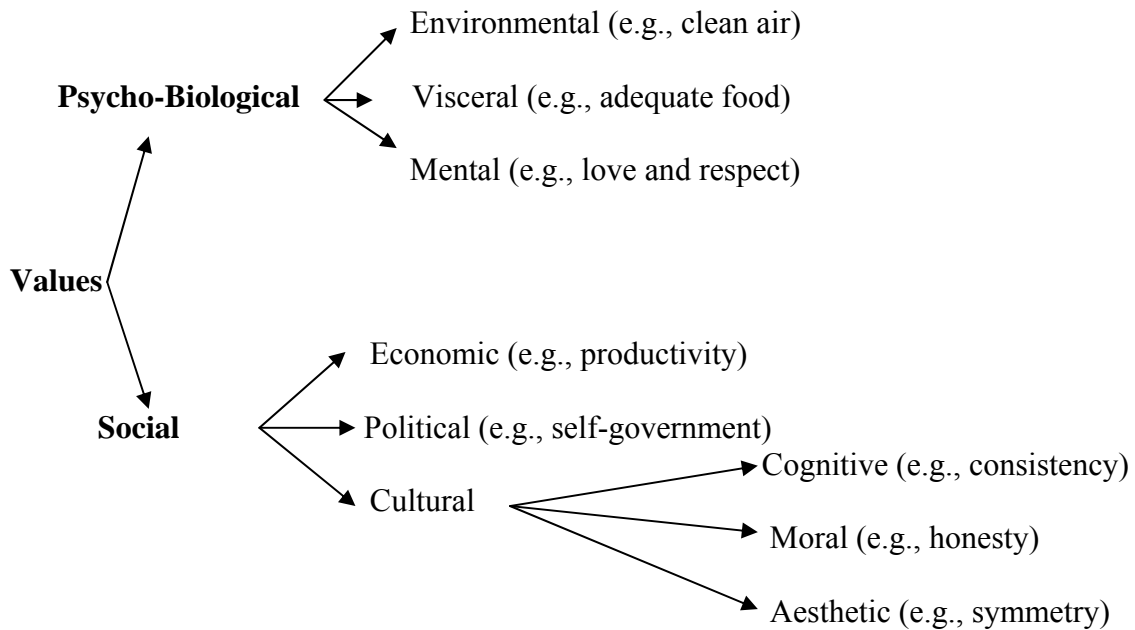 Environmental (e.g., clean air)
Psycho-Biological
Visceral (e.g., adequate food)
Mental (e.g., love and respect)
Values
Economic (e.g., productivity)
Social
Political (e.g., self-government)
Cognitive (e.g., consistency)
Cultural
Moral (e.g., honesty)
Aesthetic (e.g., symmetry)